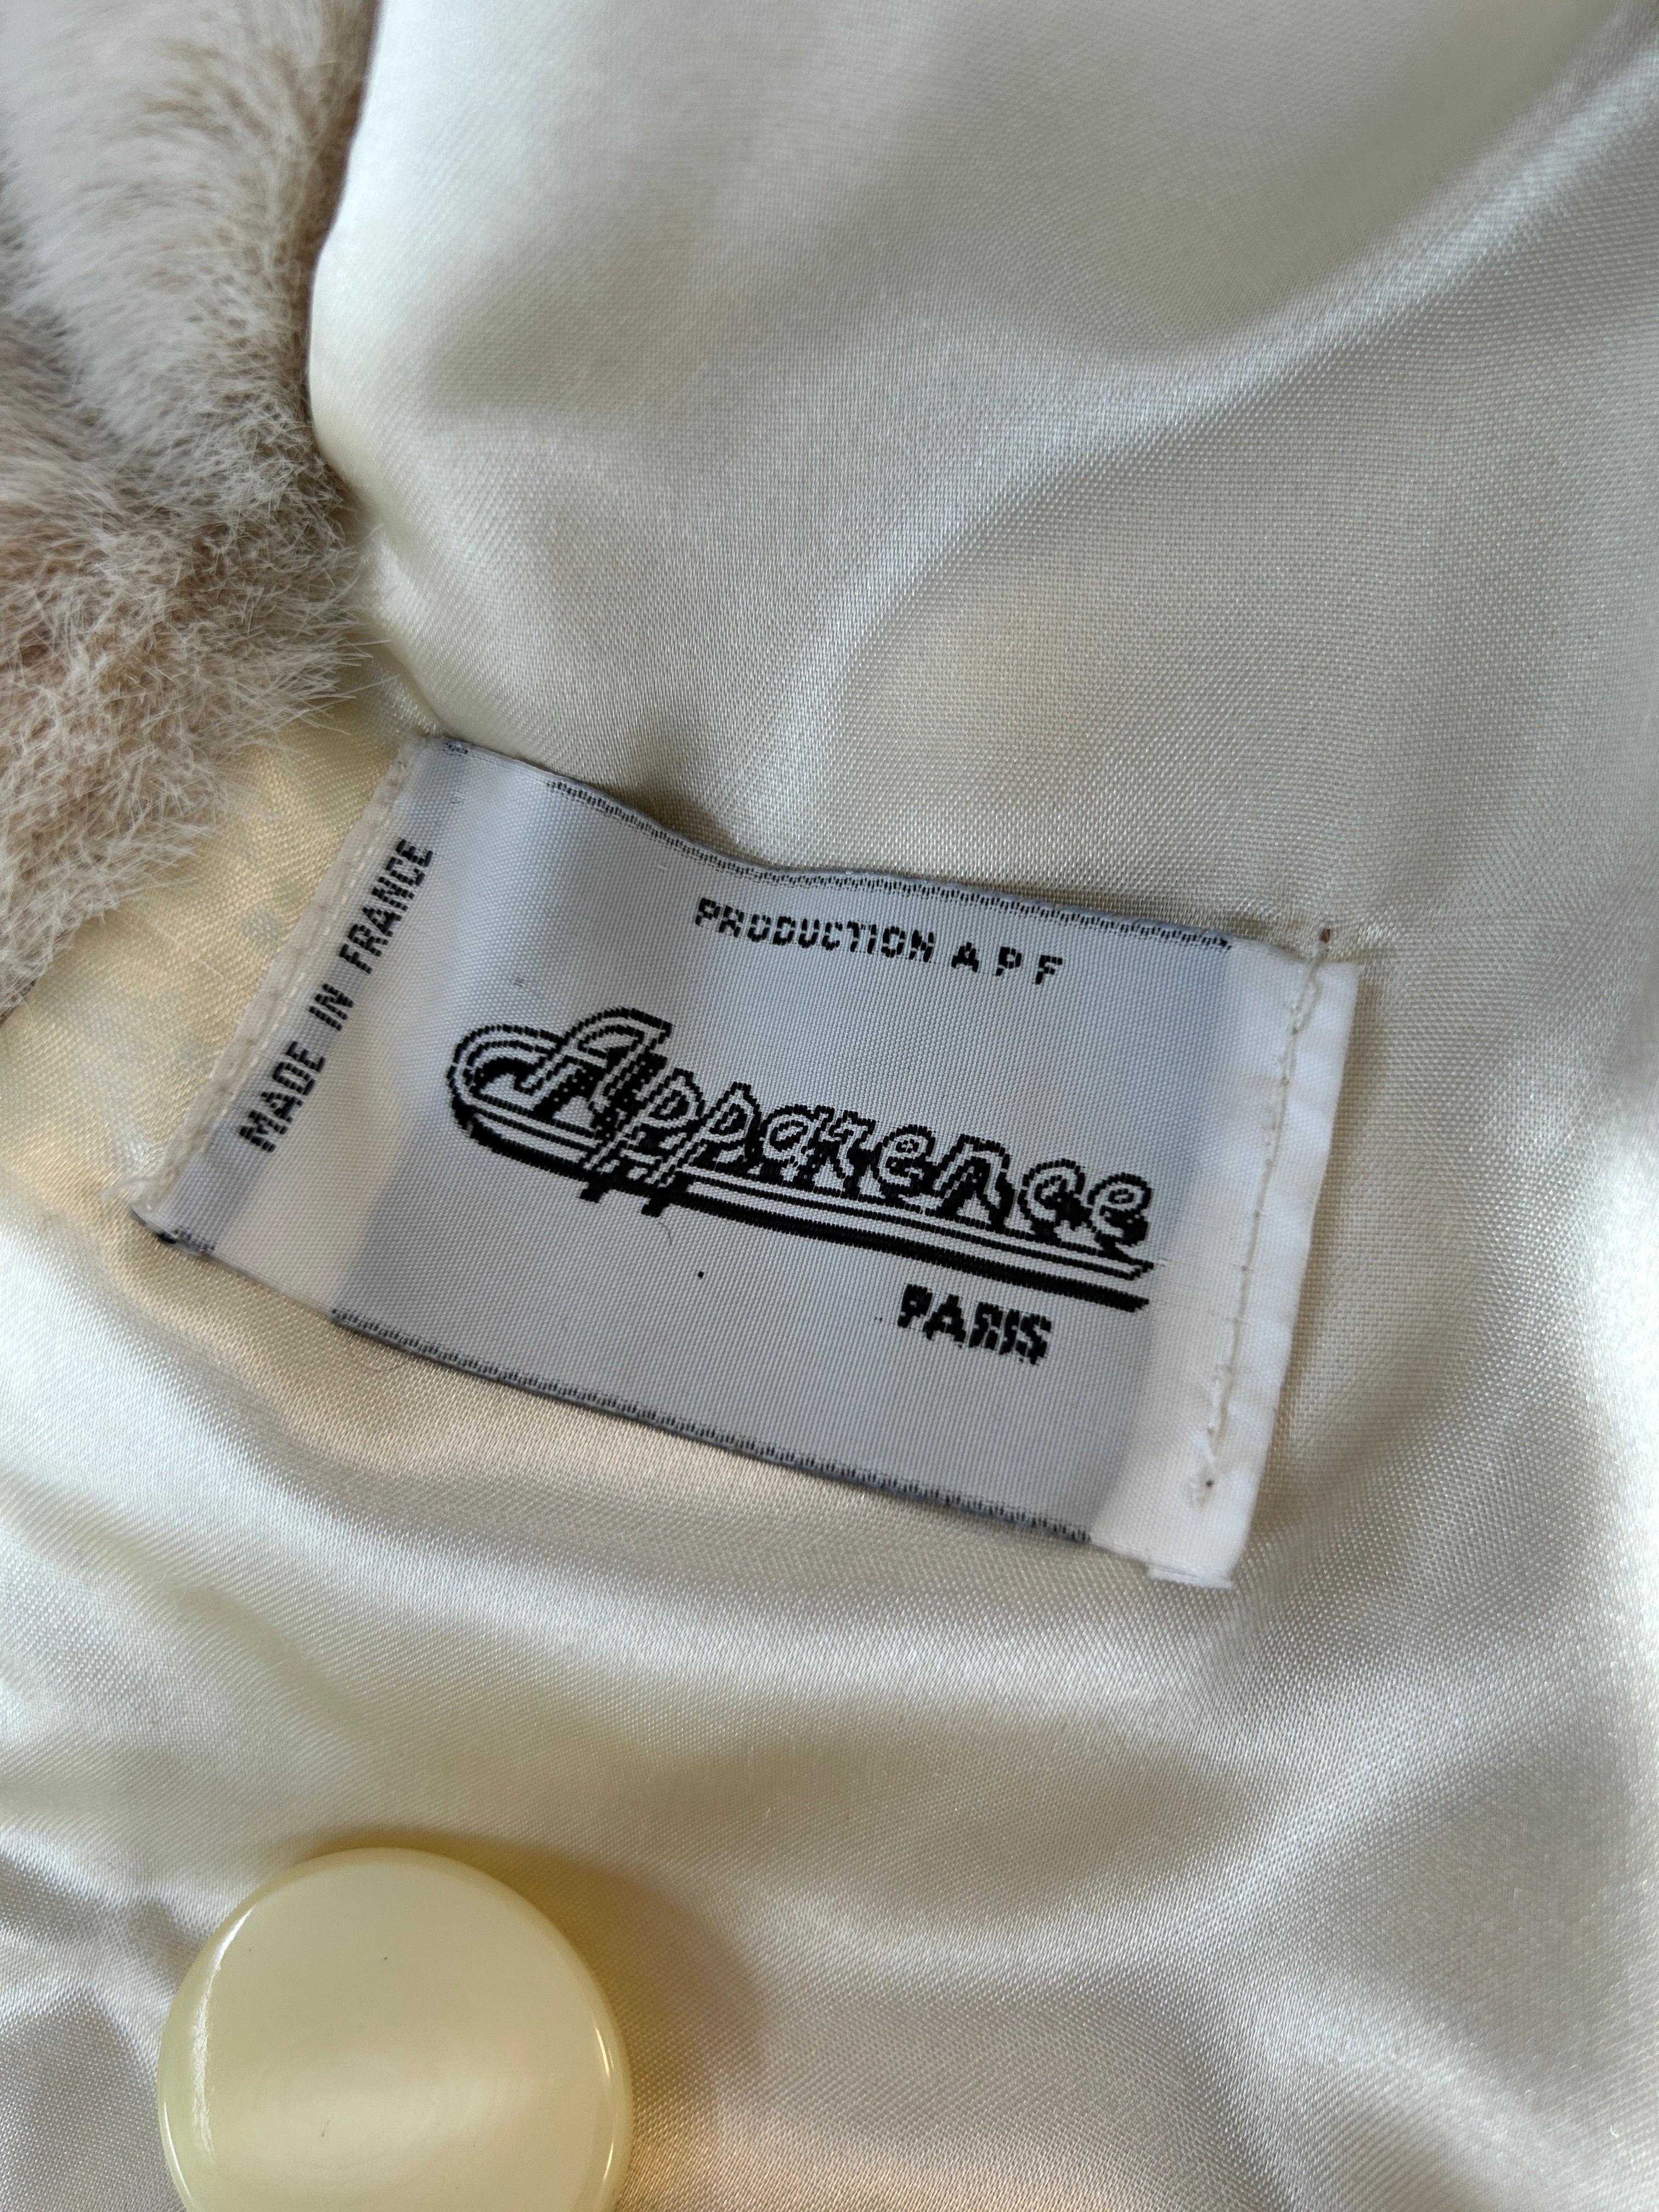 MADE IN FRANCE
PRODUCTION A P F
Apparence
PARIS